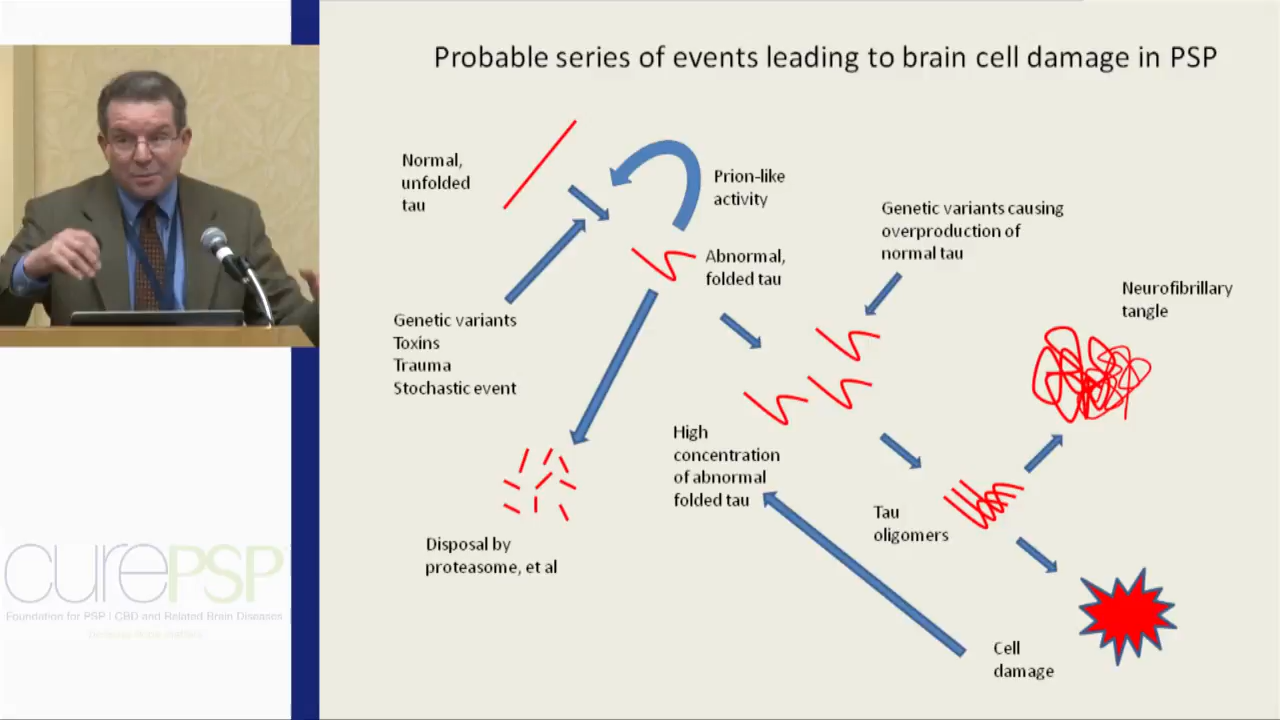 Probable series of events leading to brain cell damage in PSP
Normal,
unfolded
tau
Prion-like
activity
Genetic variants causing
overproduction of
normal tau
Abnormal,
folded tau
Neurofibrillary
tangle
Genetic variants
Toxins
Trauma
Stochastic event
High
concentration
of abnormal
folded tau
Tau
oligomers
Disposal by
proteasome, et al
Cell
damage
curePSP
Foundation for PSP | CBD and Related Brain Diseases